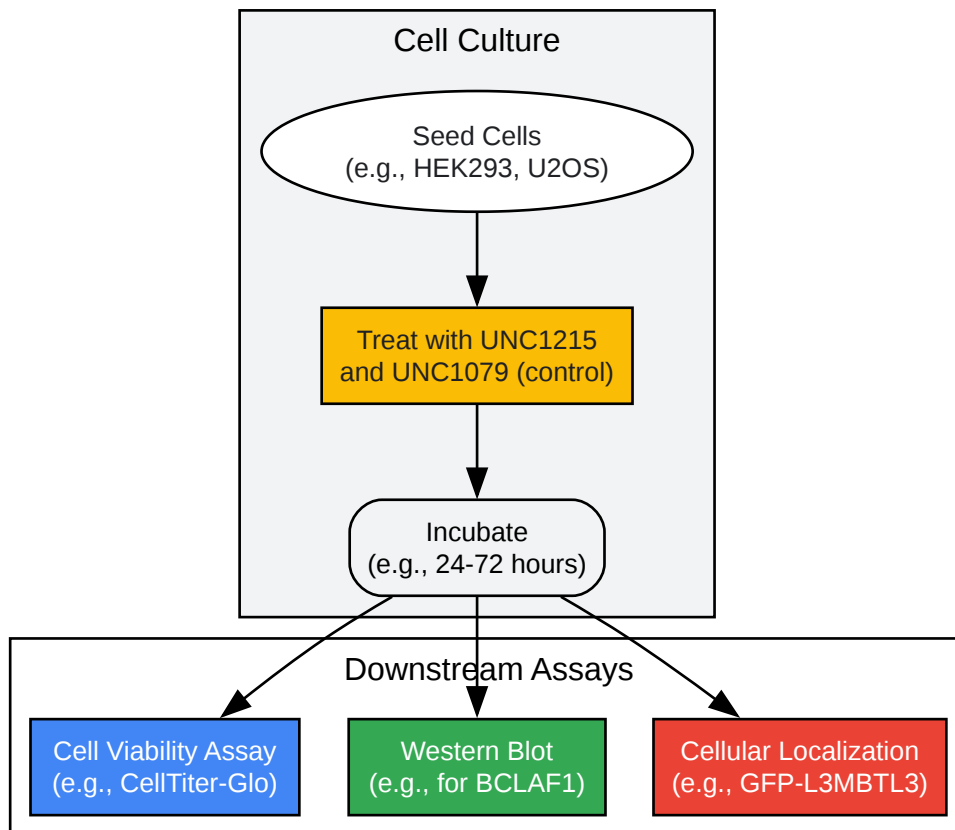 Cell Culture
Seed Cells
(e.g., HEK293, U2OS)
Treat with UNC1215
and UNC1079 (control)
Incubate
(e.g., 24-72 hours)
Downstream Assays
Cell Viability Assay
(e.g., CellTiter-Glo)
Western Blot
(e.g., for BCLAF1)
Cellular Localization
(e.g., GFP-L3MBTL3)